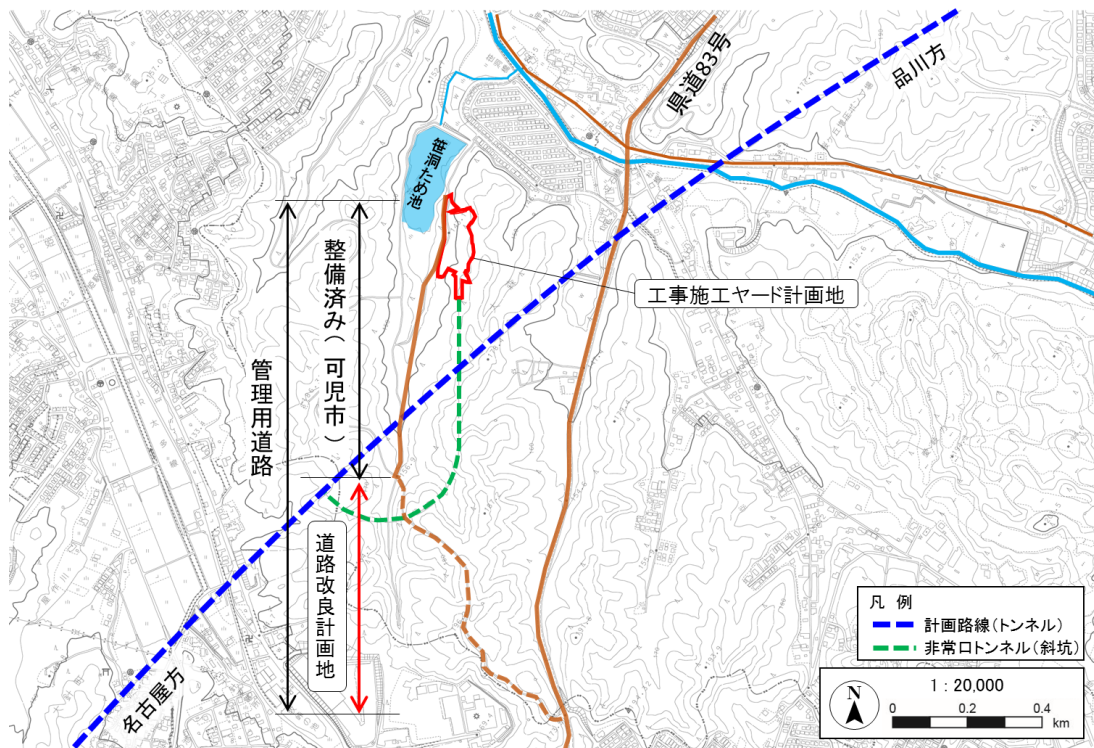 県道83号
品川方
笹洞ため池
工事施工ヤード計画地
整備済み（可児市）
管理用道路
道路改良計画地
名古屋方
凡 例
計画路線（トンネル）
非常口トンネル（斜坑）
N
1：20,000
0 0.2 0.4
km